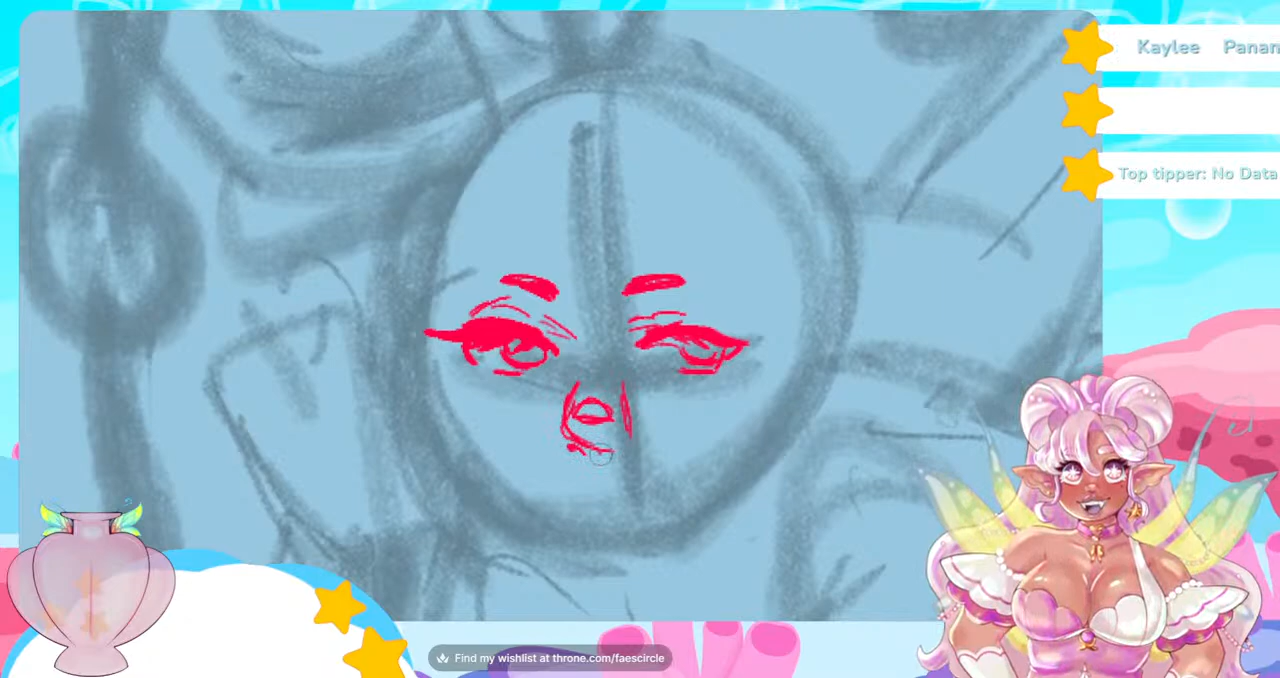 Kaylee Panan
Top tipper: No Data
Find my wishlist at throne.com/faescircle